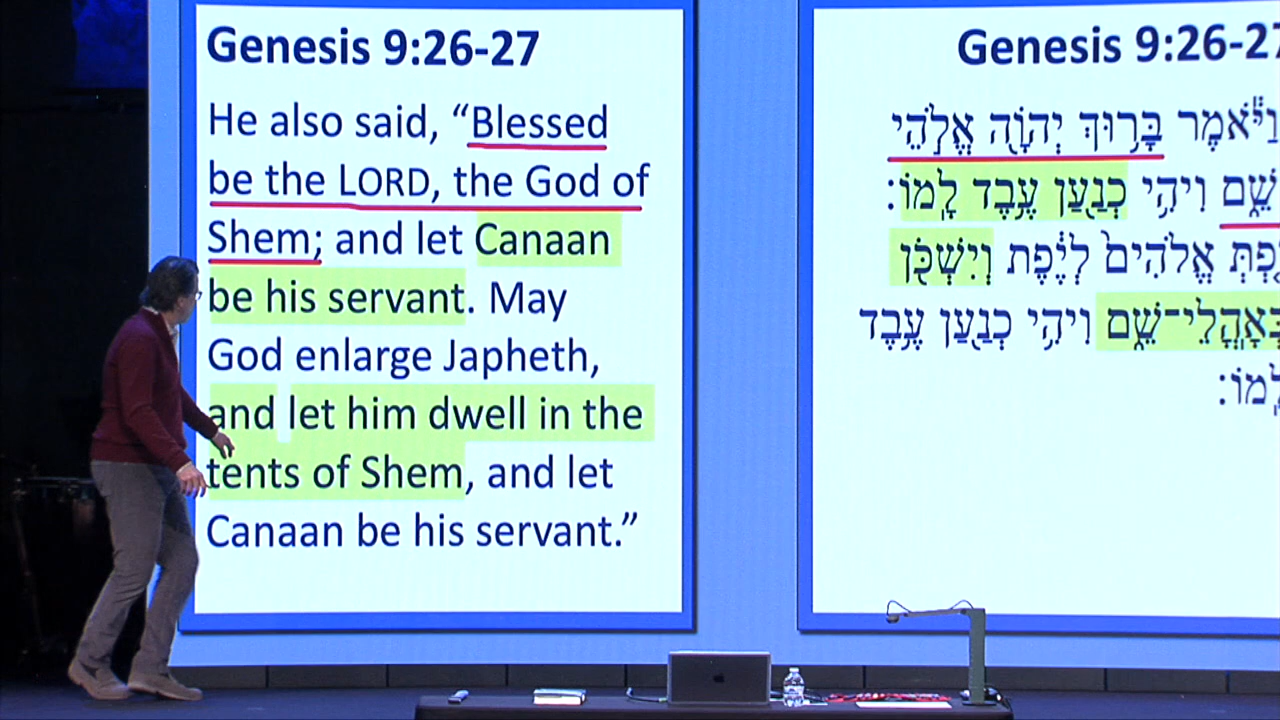 Genesis 9:26-27
He also said, “Blessed
be the LORD, the God of
Shem; and let Canaan
be his servant. May
God enlarge Japheth,
and let him dwell in the
tents of Shem, and let
Canaan be his servant.”
Genesis 9:26-27
וַיֹּ֕אמֶר בָּר֥וּךְ יְהוָ֖ה אֱלֹ֣הֵי
שֵׁ֑ם וִיהִ֥י כְנַ֖עַן עֶ֥בֶד לָֽמוֹ׃
אֱלֹהִים֙ לְיֶ֔פֶת וְיִשְׁכֹּ֖ן
בְּאָֽהֳלֵי־שֵׁ֑ם וִיהִ֥י כְנַ֖עַן עֶ֥בֶד
לָֽמוֹ׃